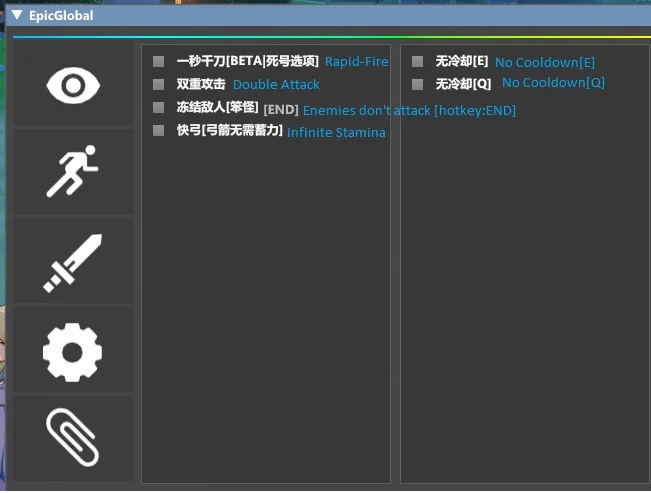 EpicGlobal
一秒千刀[BETA|死号选项] Rapid-Fire
双重攻击 Double Attack
冻结敌人[笨怪] [END] Enemies don't attack [hotkey:END]
快弓[弓箭无需蓄力] Infinite Stamina
无冷却[E] No Cooldown[E]
无冷却[Q] No Cooldown[Q]